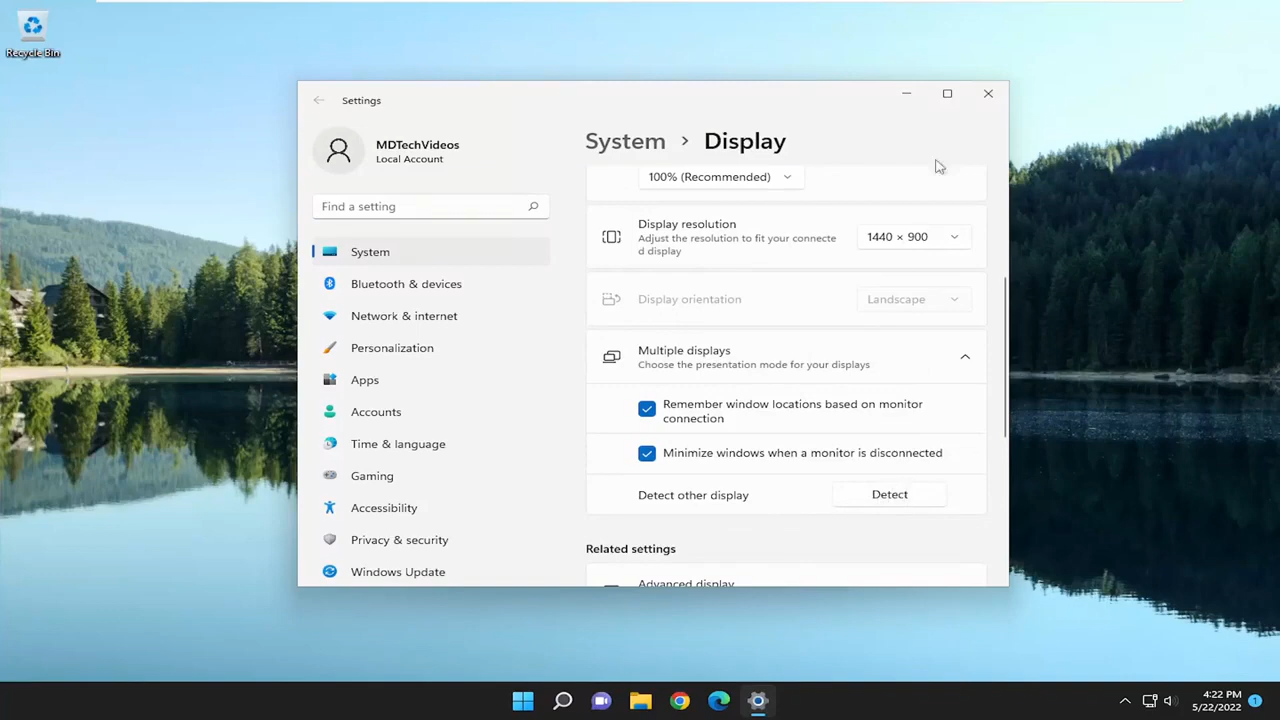 Recycle Bin
Settings
MDTechVideos
Local Account
Find a setting
System
Bluetooth & devices
Network & internet
Personalization
Apps
Accounts
Time & language
Gaming
Accessibility
Privacy & security
Windows Update
System > Display
100% (Recommended)
Display resolution
Adjust the resolution to fit your connecte
d display
1440 × 900
Display orientation
Landscape
Multiple displays
Choose the presentation mode for your displays
Remember window locations based on monitor
connection
Minimize windows when a monitor is disconnected
Detect other display
Detect
Related settings
Advanced display
4:22 PM
5/22/2022
1